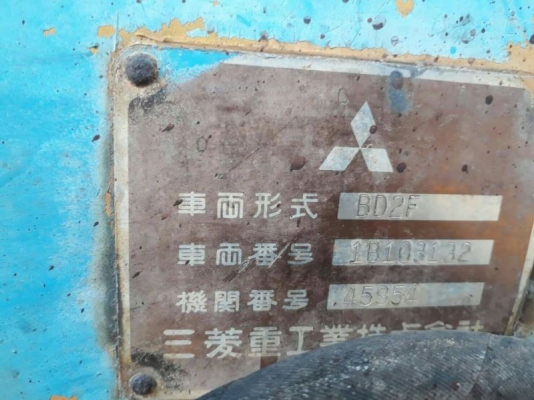 車両形式 BD2F
車両番号 1B103132
機関番号 45954
三菱重工業株式会社